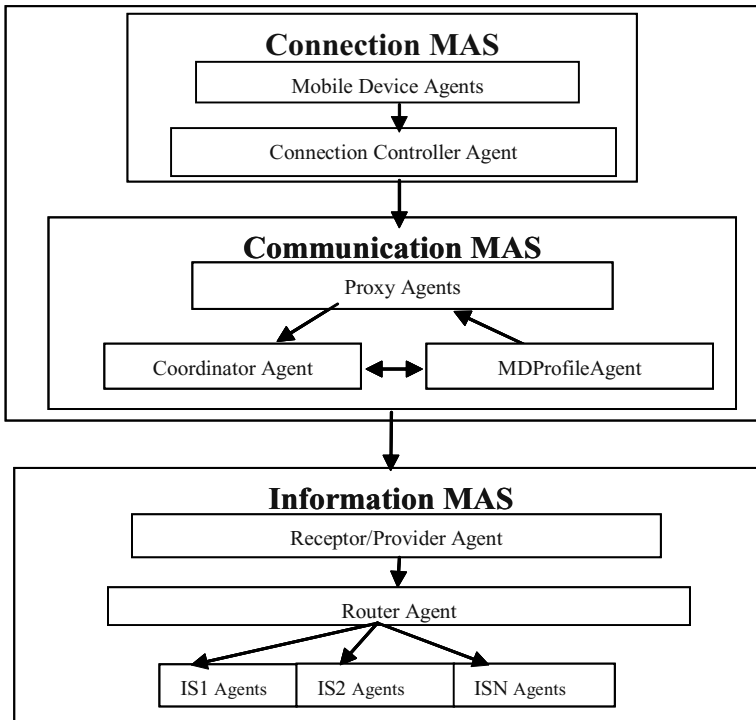 Connection MAS
Mobile Device Agents
Connection Controller Agent
Communication MAS
Proxy Agents
Coordinator Agent
MDProfileAgent
Information MAS
Receptor/Provider Agent
Router Agent
IS1 Agents
IS2 Agents
ISN Agents